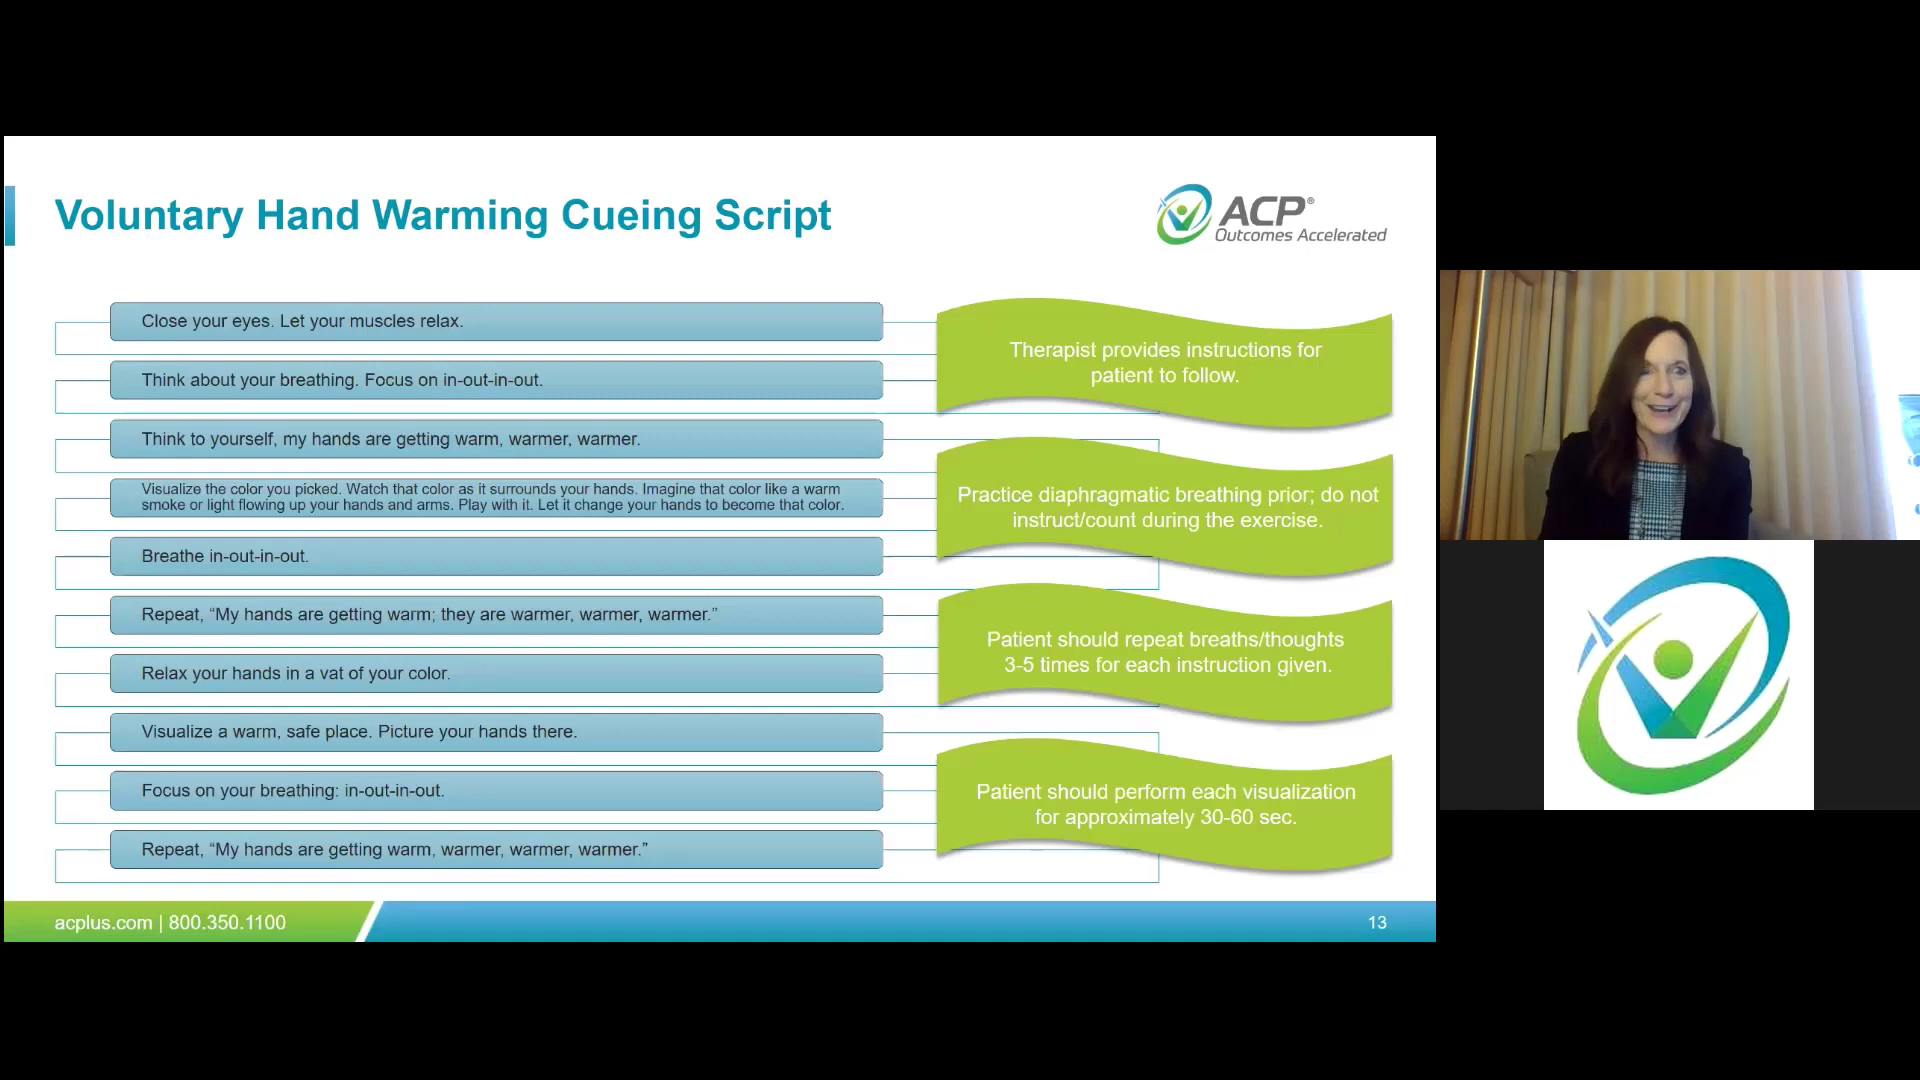 Voluntary Hand Warming Cueing Script
ACP®
Outcomes Accelerated
Close your eyes. Let your muscles relax.
Think about your breathing. Focus on in-out-in-out.
Think to yourself, my hands are getting warm, warmer, warmer.
Visualize the color you picked. Watch that color as it surrounds your hands. Imagine that color like a warm
smoke or light flowing up your hands and arms. Play with it. Let it change your hands to become that color.
Breathe in-out-in-out.
Repeat, “My hands are getting warm; they are warmer, warmer, warmer.”
Relax your hands in a vat of your color.
Visualize a warm, safe place. Picture your hands there.
Focus on your breathing: in-out-in-out.
Repeat, “My hands are getting warm, warmer, warmer, warmer.”
Therapist provides instructions for
patient to follow.
Practice diaphragmatic breathing prior; do not
instruct/count during the exercise.
Patient should repeat breaths/thoughts
3-5 times for each instruction given.
Patient should perform each visualization
for approximately 30-60 sec.
acplus.com | 800.350.1100
13